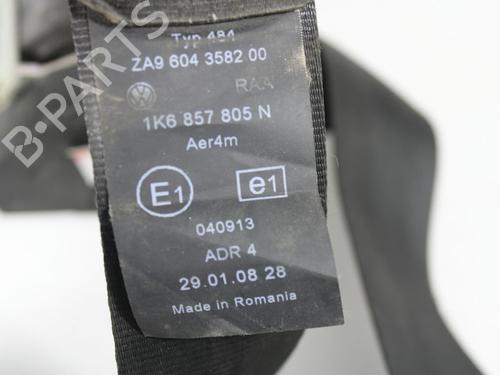 Typ 484
ZA9 604 3582 00
RAA
1K6 857 805 N
Aer4m
E1
e1
040913
ADR 4
29.01.08 28
Made in Romania
B-PARTS